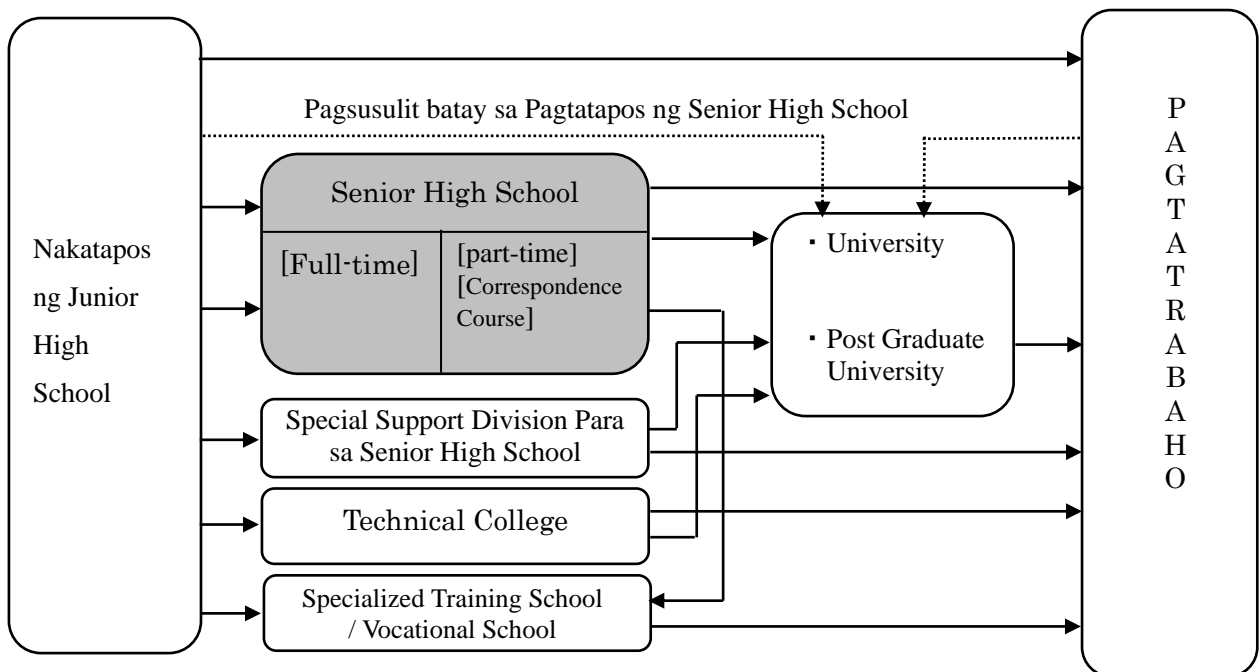 Nakatapos
ng Junior
High
School
Pagsusulit batay sa Pagtatapos ng Senior High School
Senior High School
[Full-time]
[part-time]
[Correspondence
Course]
Special Support Division Para
sa Senior High School
Technical College
Specialized Training School
/ Vocational School
・ University
・ Post Graduate
University
P
A
G
T
A
T
R
A
B
A
H
O